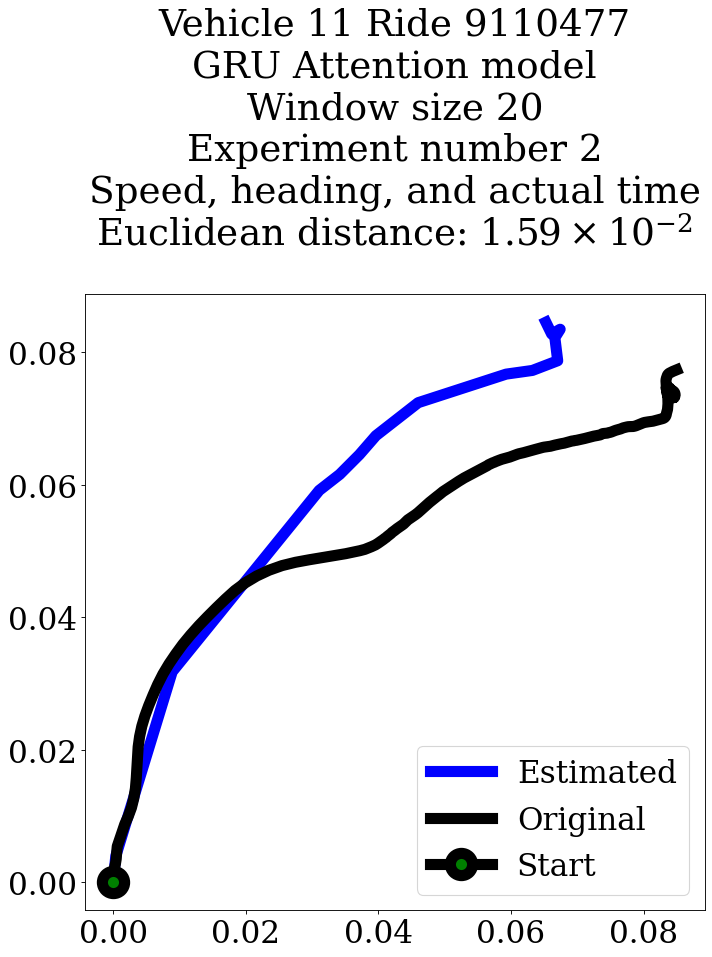 Vehicle 11 Ride 9110477
GRU Attention model
Window size 20
Experiment number 2
Speed, heading, and actual time
Euclidean distance: 1.59 × 10⁻²
0.08
0.06
0.04
0.02
0.00
Estimated
Original
Start
0.00 0.02 0.04 0.06 0.08